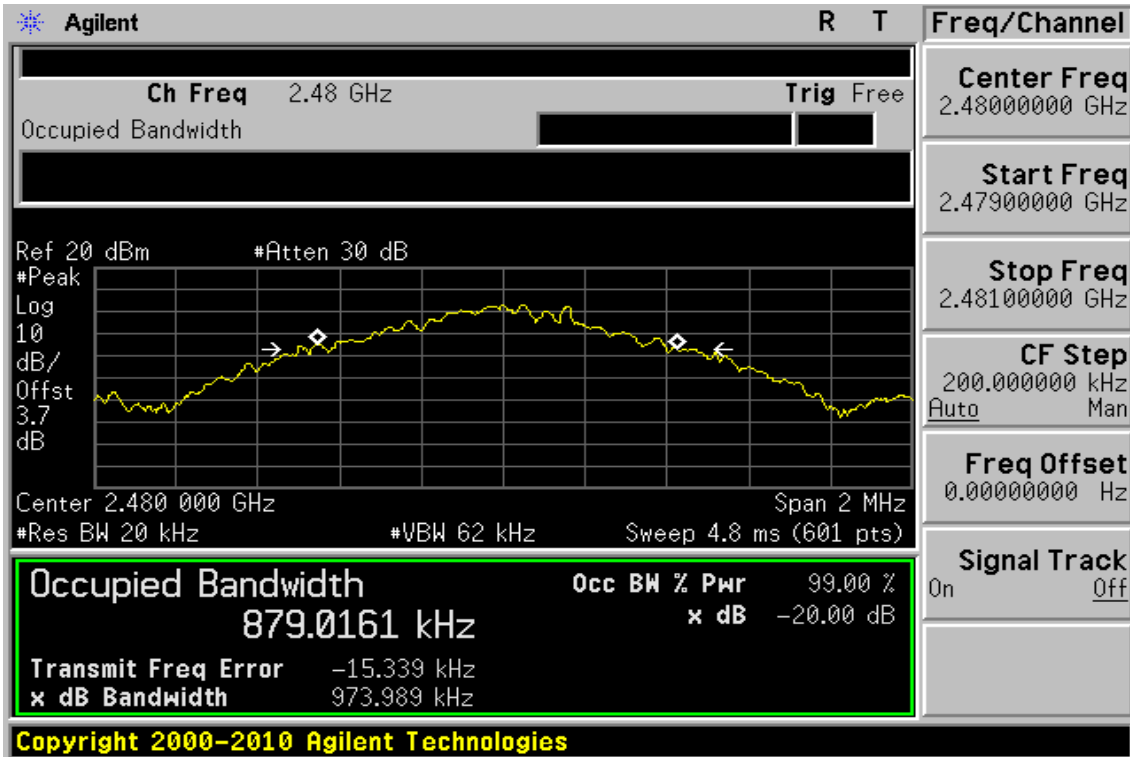 Agilent R T Freq/Channel
Ch Freq 2.48 GHz Trig Free
Occupied Bandwidth
Center Freq
2.48000000 GHz
Start Freq
2.47900000 GHz
Stop Freq
2.48100000 GHz
CF Step
200.000000 kHz
Auto Man
Freq Offset
0.00000000 Hz
Signal Track
On Off
Ref 20 dBm #Atten 30 dB
#Peak
Log
10
dB/
Offst
3.7
dB
Center 2.480 000 GHz Span 2 MHz
#Res BW 20 kHz #VBW 62 kHz Sweep 4.8 ms (601 pts)
Occupied Bandwidth Occ BW % Pwr 99.00 %
879.0161 kHz x dB -20.00 dB
Transmit Freq Error -15.339 kHz
x dB Bandwidth 973.989 kHz
Copyright 2000-2010 Agilent Technologies